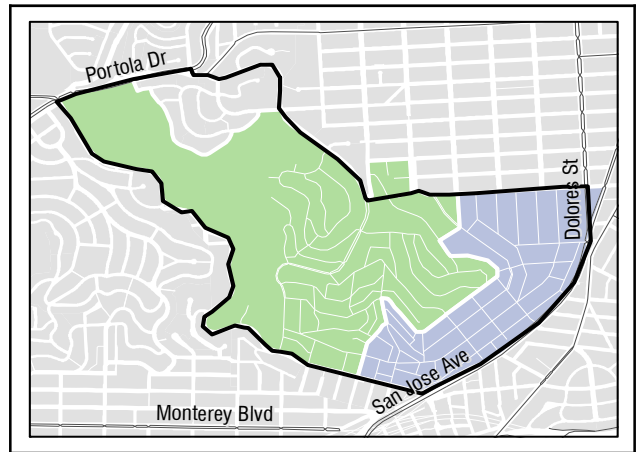 Portola Dr
Dolores St
San Jose Ave
Monterey Blvd